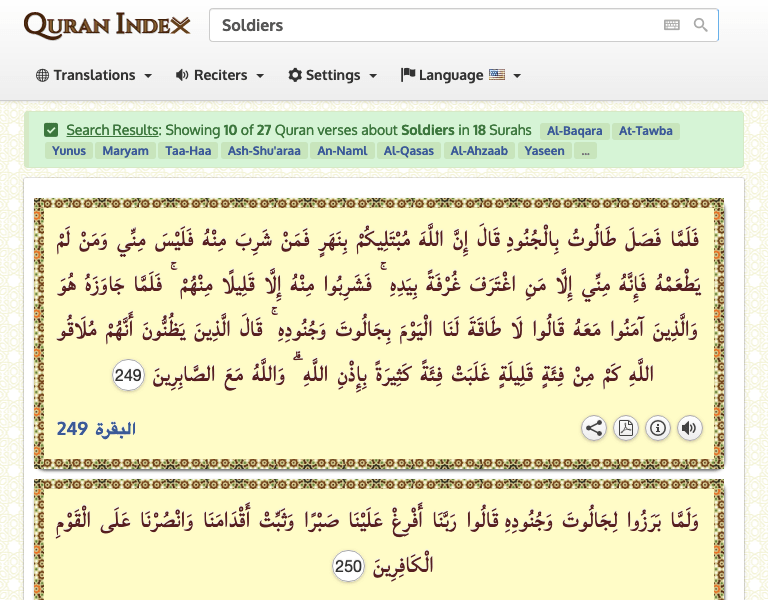 QURAN INDEX
Soldiers
Translations Reciters Settings Language
Search Results: Showing 10 of 27 Quran verses about Soldiers in 18 Surahs Al-Baqara At-Tawba
Yunus Maryam Taa-Haa Ash-Shu'araa An-Naml Al-Qasas Al-Ahzaab Yaseen ...
فَلَمَّا فَصَلَ طَالُوتُ بِالْجُنُودِ قَالَ إِنَّ اللَّهَ مُبْتَلِيكُمْ بِنَهَرٍ فَمَنْ شَرِبَ مِنْهُ فَلَيْسَ مِنِّي وَمَنْ لَمْ
يَطْعَمْهُ فَإِنَّهُ مِنِّي إِلَّا مَنِ اغْتَرَفَ غُرْفَةً بِيَدِهِ ۚ فَشَرِبُوا مِنْهُ إِلَّا قَلِيلًا مِنْهُمْ ۚ فَلَمَّا جَاوَزَهُ هُوَ
وَالَّذِينَ آمَنُوا مَعَهُ قَالُوا لَا طَاقَةَ لَنَا الْيَوْمَ بِجَالُوتَ وَجُنُودِهِ ۚ قَالَ الَّذِينَ يَظُنُّونَ أَنَّهُمْ مُلَاقُو
اللَّهِ كَمْ مِنْ فِئَةٍ قَلِيلَةٍ غَلَبَتْ فِئَةً كَثِيرَةً بِإِذْنِ اللَّهِ ۗ وَاللَّهُ مَعَ الصَّابِرِينَ 249
البقرة 249
وَلَمَّا بَرَزُوا لِجَالُوتَ وَجُنُودِهِ قَالُوا رَبَّنَا أَفْرِغْ عَلَيْنَا صَبْرًا وَثَبِّتْ أَقْدَامَنَا وَانْصُرْنَا عَلَى الْقَوْمِ
الْكَافِرِينَ 250